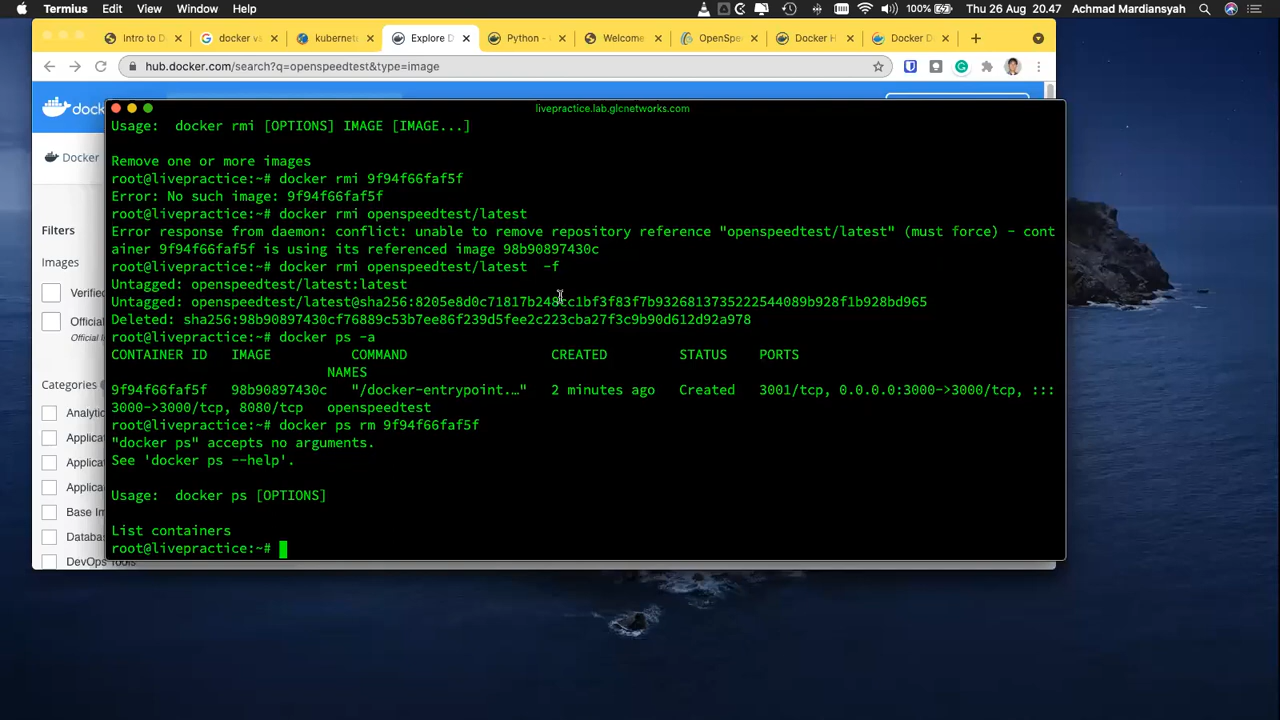 Termius Edit View Window Help 100% Thu 26 Aug 20.47 Achmad Mardiansyah
Intro to D
docker vs
kubernete
Explore D
Python -
Welcome
OpenSpe
Docker H
Docker D
hub.docker.com/search?q=openspeedtest&type=image
docker
Docker
Filters
Images
Verified
Officia
Official I
Categories
Analytic
Applicat
Applicat
Applicat
Base Im
Databas
DevOps Tools
livepractice.lab.glcnetworks.com
Usage:  docker rmi [OPTIONS] IMAGE [IMAGE...]
Remove one or more images
root@livepractice:~# docker rmi 9f94f66faf5f
Error: No such image: 9f94f66faf5f
root@livepractice:~# docker rmi openspeedtest/latest
Error response from daemon: conflict: unable to remove repository reference "openspeedtest/latest" (must force) - cont
ainer 9f94f66faf5f is using its referenced image 98b90897430c
root@livepractice:~# docker rmi openspeedtest/latest  -f
Untagged: openspeedtest/latest:latest
Untagged: openspeedtest/latest@sha256:8205e8d0c71817b2481c1bf3f83f7b9326813735222544089b928f1b928bd965
Deleted: sha256:98b90897430cf76889c53b7ee86f239d5fee2c223cba27f3c9b90d612d92a978
root@livepractice:~# docker ps -a
CONTAINER ID   IMAGE          COMMAND                  CREATED         STATUS    PORTS
NAMES
9f94f66faf5f   98b90897430c   "/docker-entrypoint.…"   2 minutes ago   Created   3001/tcp, 0.0.0.0:3000->3000/tcp, :::
3000->3000/tcp, 8080/tcp   openspeedtest
root@livepractice:~# docker ps rm 9f94f66faf5f
"docker ps" accepts no arguments.
See 'docker ps --help'.
Usage:  docker ps [OPTIONS]
List containers
root@livepractice:~#